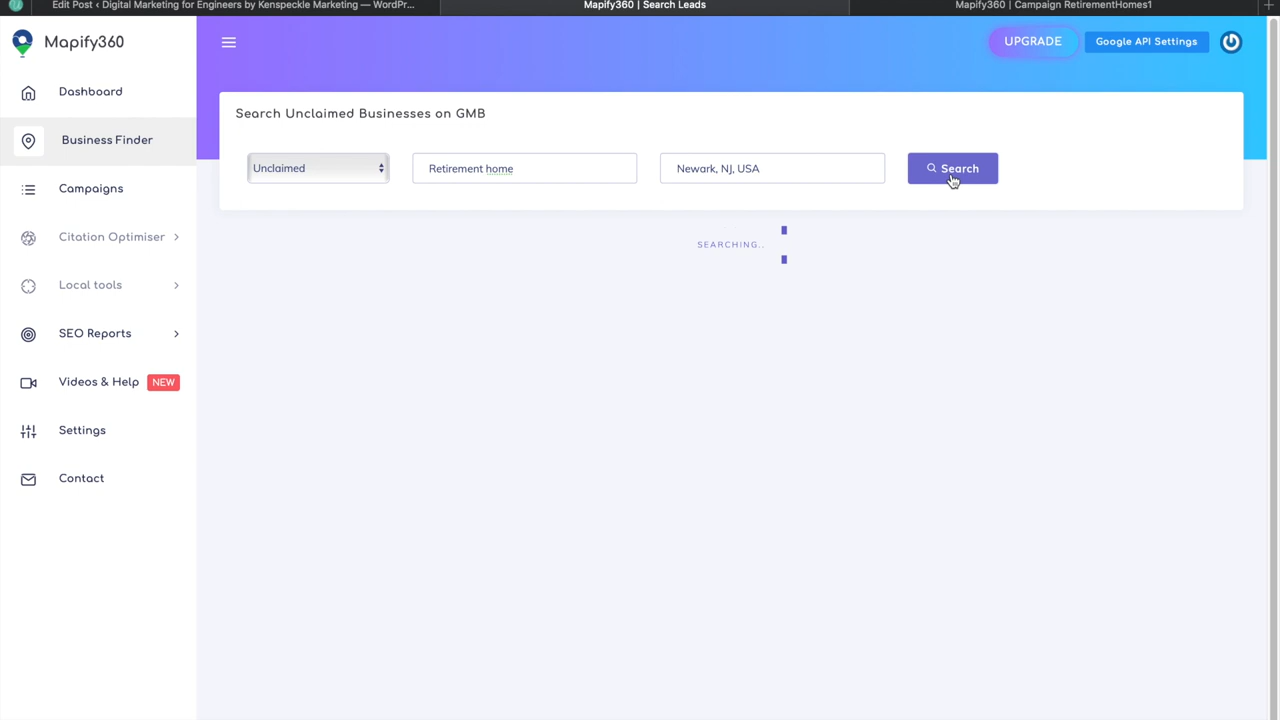 Edit Post ‹ Digital Marketing for Engineers by Kenspeckle Marketing — WordPr...
Mapify360 | Search Leads
Mapify360 | Campaign RetirementHomes1
Mapify360
UPGRADE
Google API Settings
Dashboard
Search Unclaimed Businesses on GMB
Business Finder
Unclaimed
Retirement home
Newark, NJ, USA
Search
Campaigns
SEARCHING..
Citation Optimiser
Local tools
SEO Reports
Videos & Help
NEW
Settings
Contact